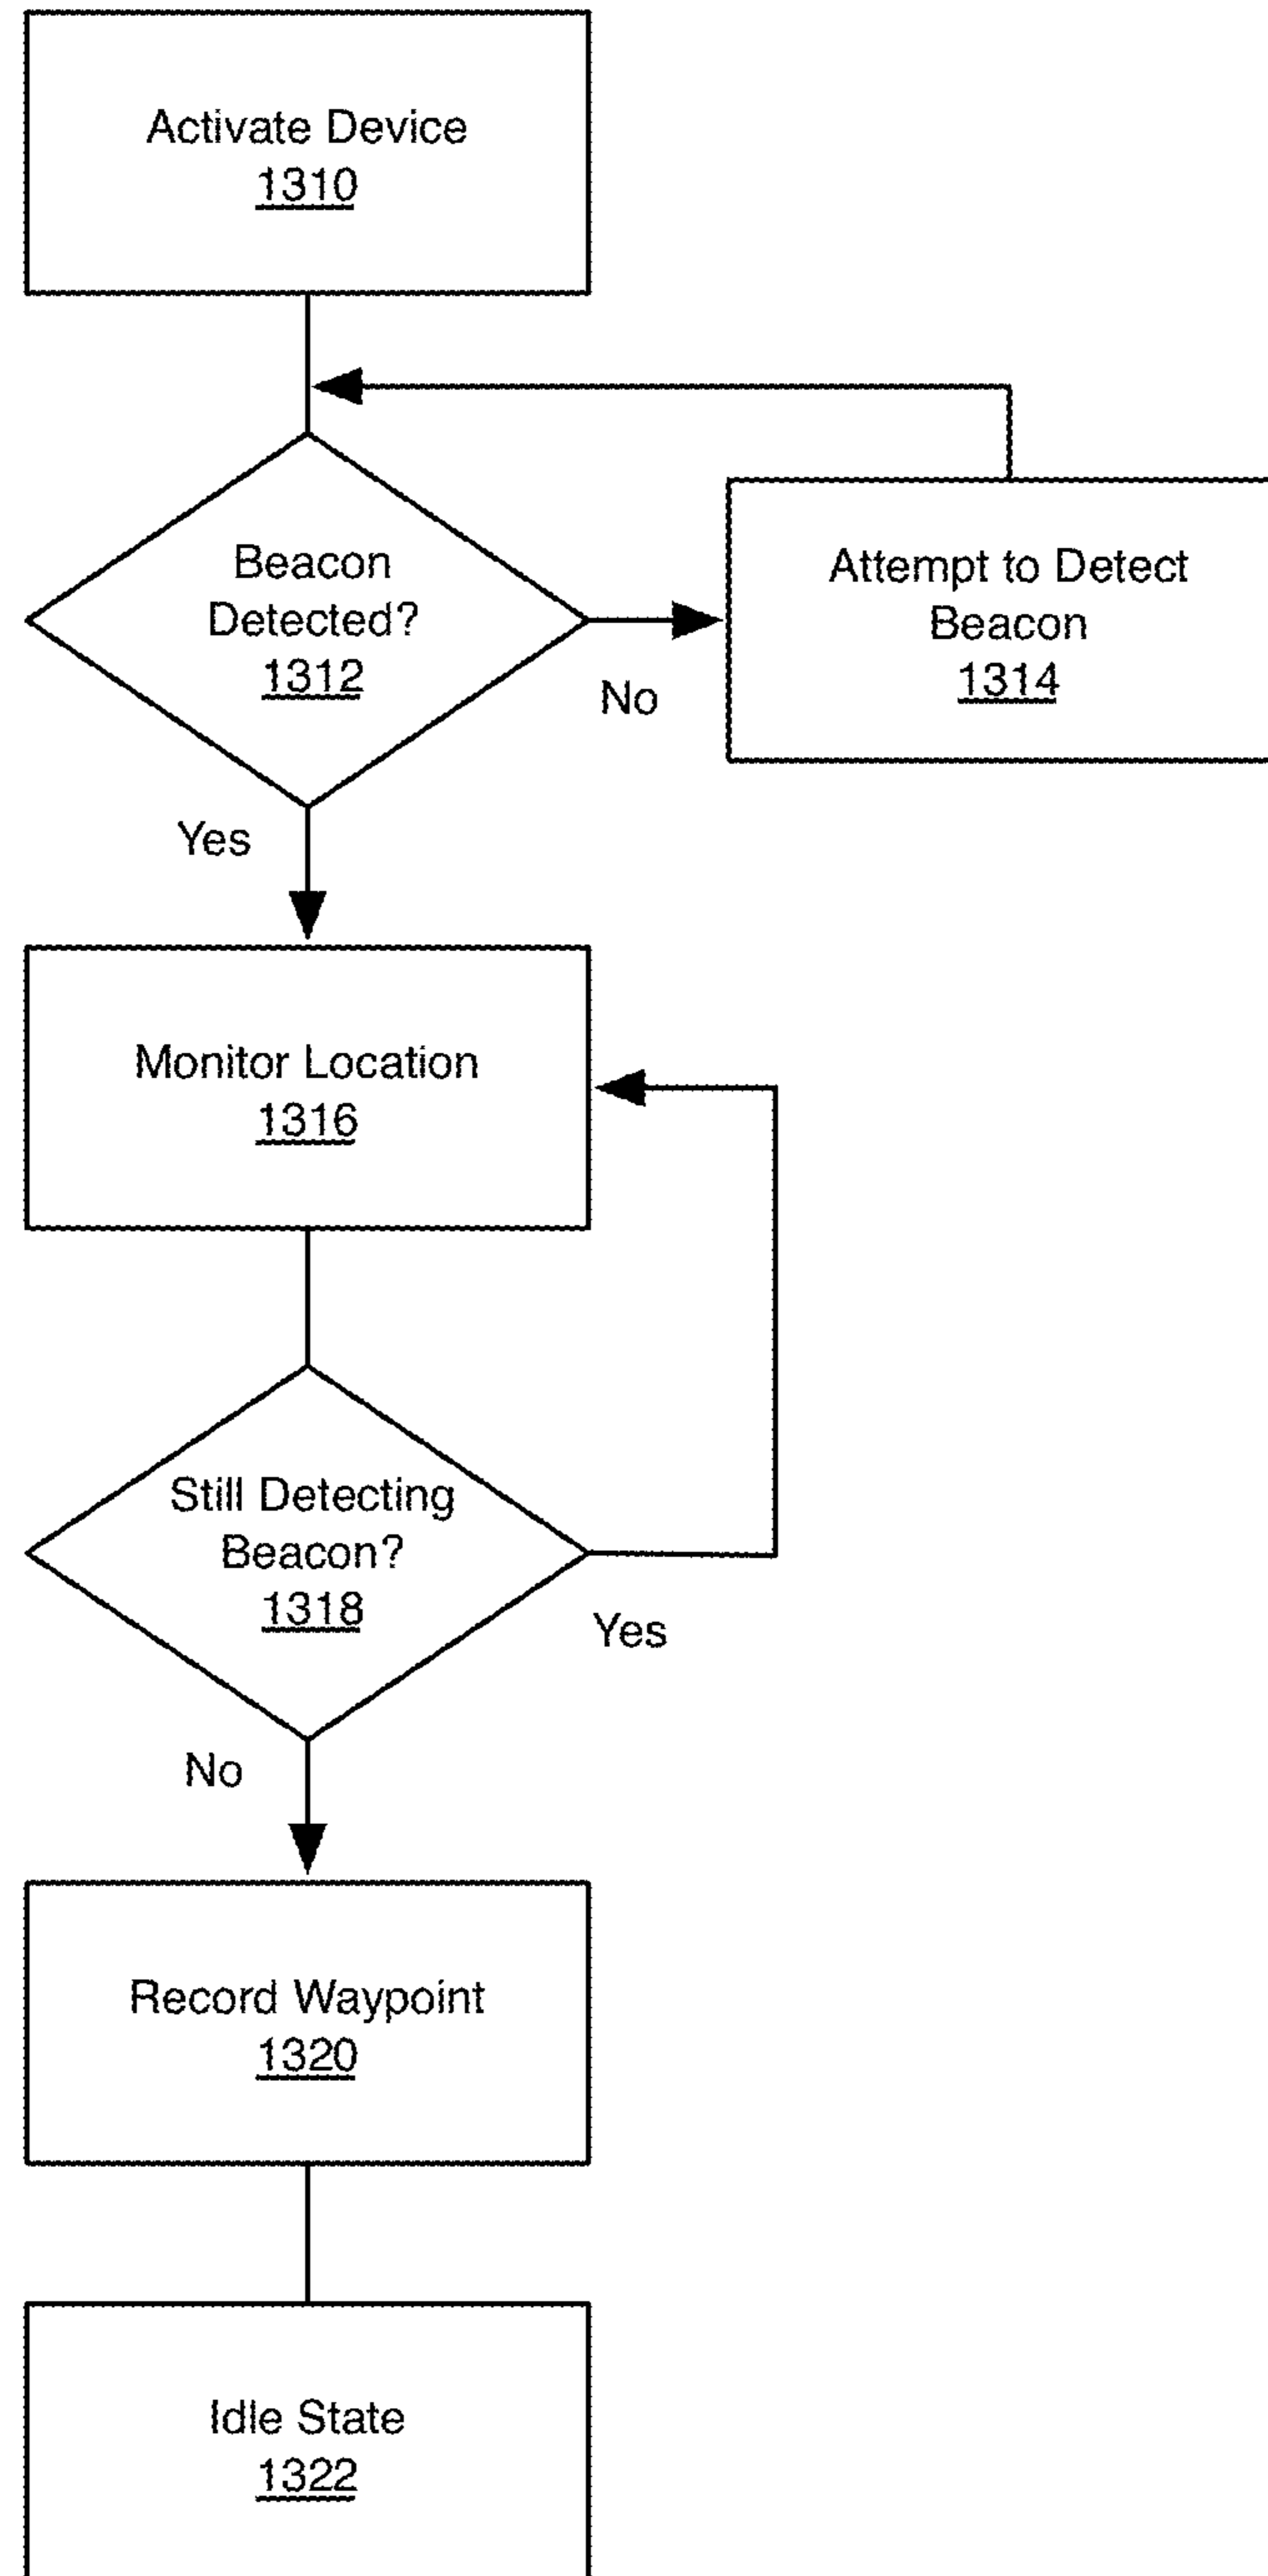 Activate Device
1310
Beacon
Detected?
1312
No
Attempt to Detect
Beacon
1314
Yes
Monitor Location
1316
Still Detecting
Beacon?
1318
Yes
No
Record Waypoint
1320
Idle State
1322